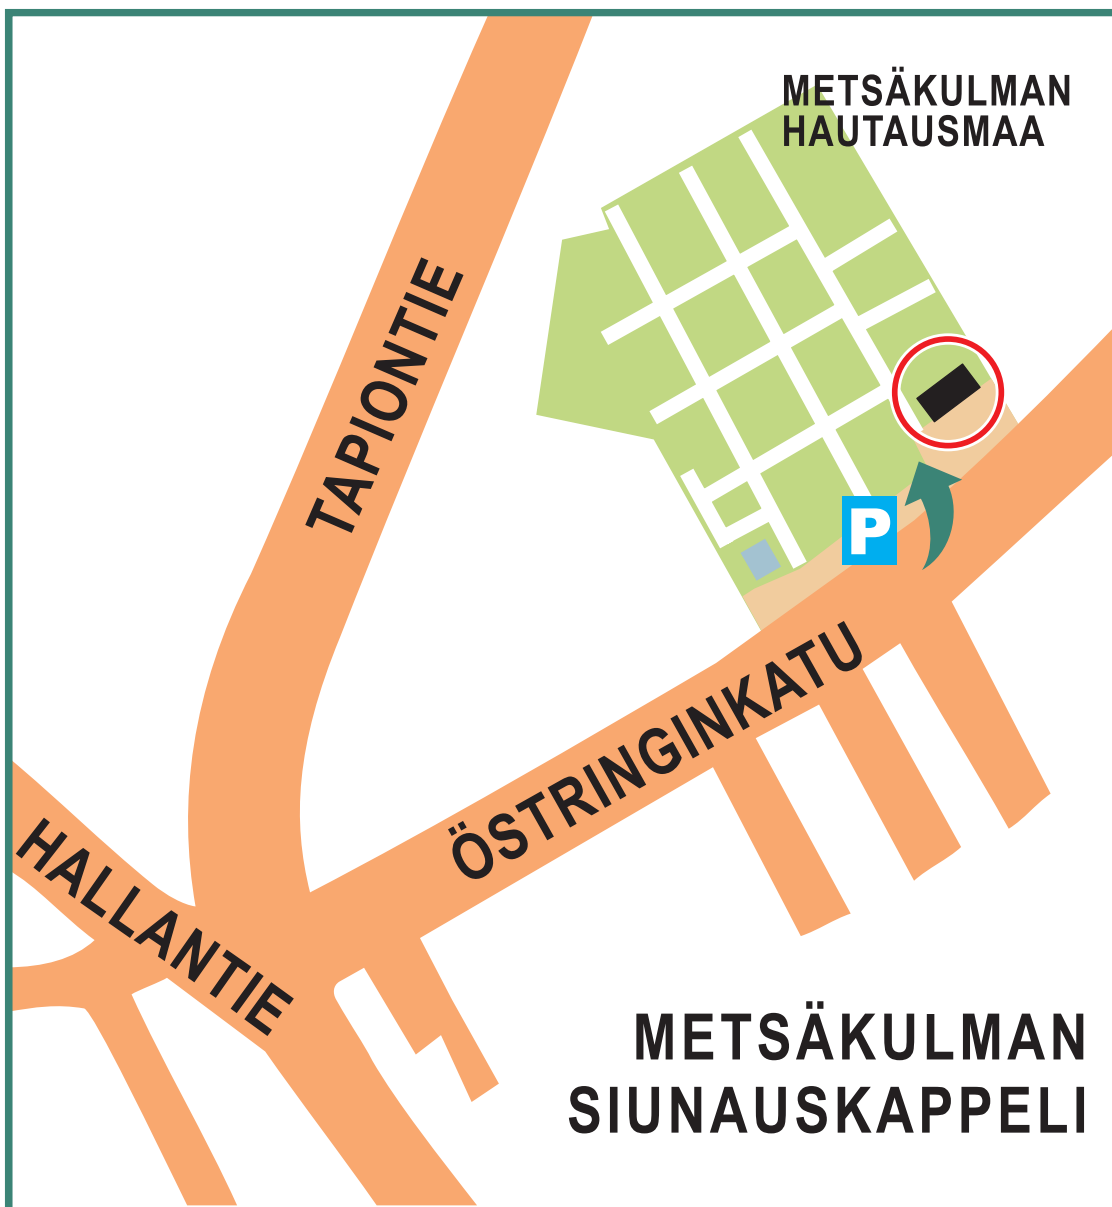 METSÄKULMAN
HAUTAUSMAA
TAPIONTIE
P
ÖSTRINGINKATU
HALLANTIE
METSÄKULMAN
SIUNAUSKAPPELI